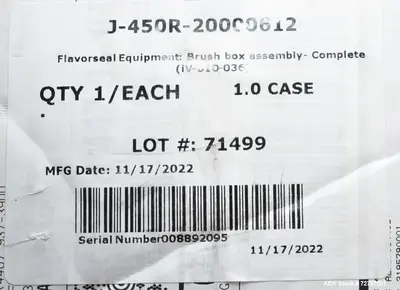 J-450R-20000612
Flavorseal Equipment: Brush box assembly- Complete
QTY 1/EACH 1.0 CASE
LOT #: 71499
MFG Date: 11/17/2022
Serial Number008892095
11/17/2022